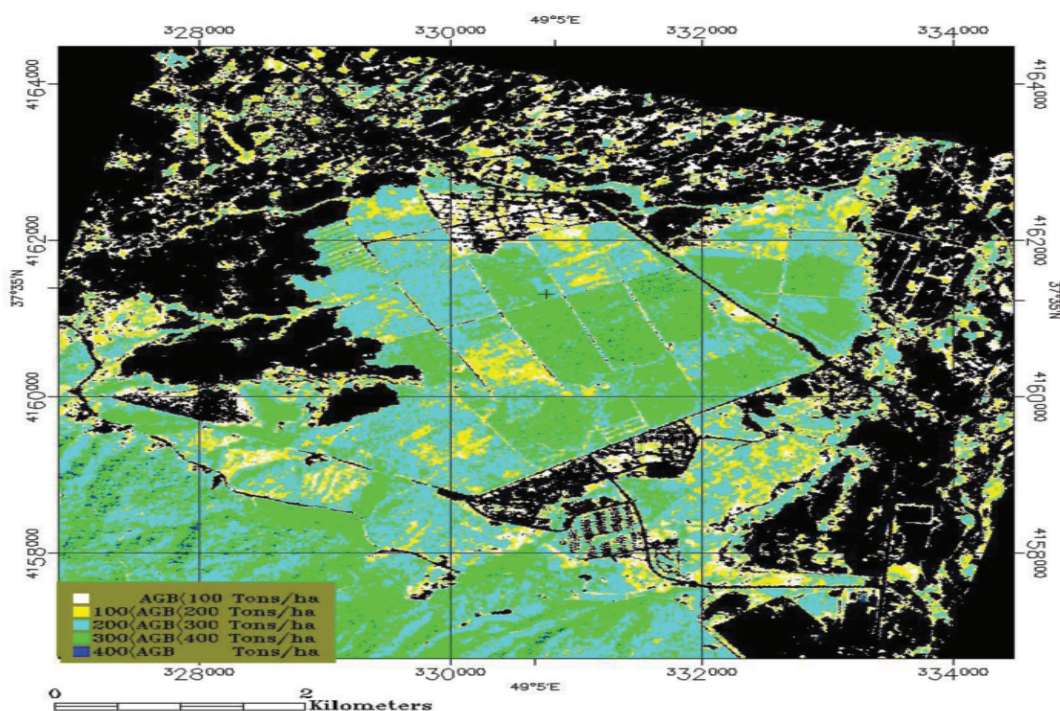 49°5'E
328000 330000 332000 334000
4164000 4164000
4162000 4162000
37°35'N 37°35'N
4160000 4160000
4158000 4158000
AGB⟨100 Tons/ha
100⟨AGB⟨200 Tons/ha
200⟨AGB⟨300 Tons/ha
300⟨AGB⟨400 Tons/ha
400⟨AGB Tons/ha
328000 330000 332000 334000
49°5'E
0 2
Kilometers